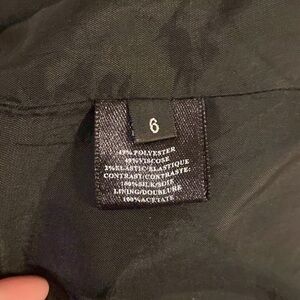 6
49% POLYESTER
49% VISCOSE
2% ELASTIC/ELASTIQUE
CONTRAST/CONTRASTE:
100% SILK/SOIE
LINING/DOUBLURE
100% ACETATE